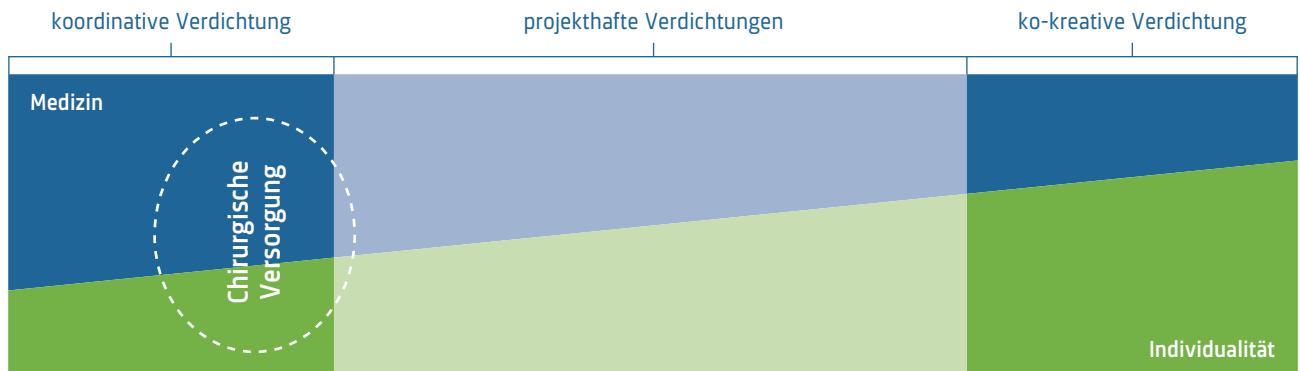 koordinative Verdichtung
projekthafte Verdichtungen
ko-kreative Verdichtung
Medizin
Chirurgische
Versorgung
Individualität